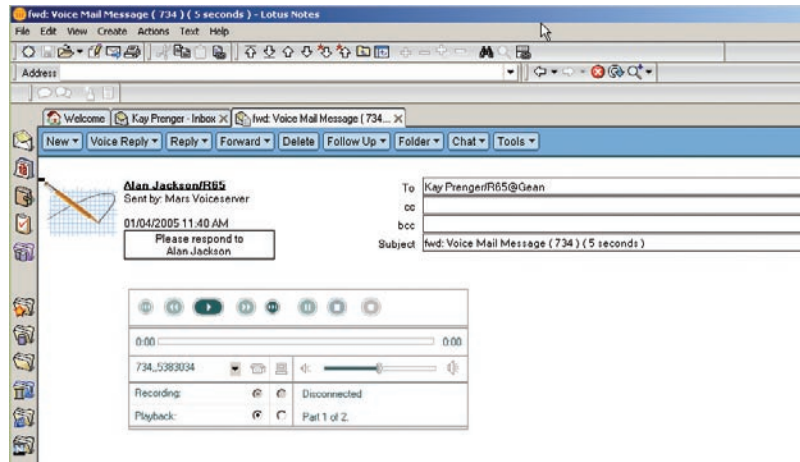 fwd: Voice Mail Message ( 734 ) ( 5 seconds ) - Lotus Notes
File Edit View Create Actions Text Help
Address
Welcome Kay Prenger - Inbox fwd: Voice Mail Message ( 734...
New Voice Reply Reply Forward Delete Follow Up Folder Chat Tools
Alan Jackson/R65
Sent by: Mars Voiceserver
01/04/2005 11:40 AM
Please respond to
Alan Jackson
To Kay Prenger/R65@Gean
cc
bcc
Subject fwd: Voice Mail Message ( 734 ) ( 5 seconds )
0:00 0:00
734_5383034
Recording: Disconnected
Playback: Part 1 of 2.